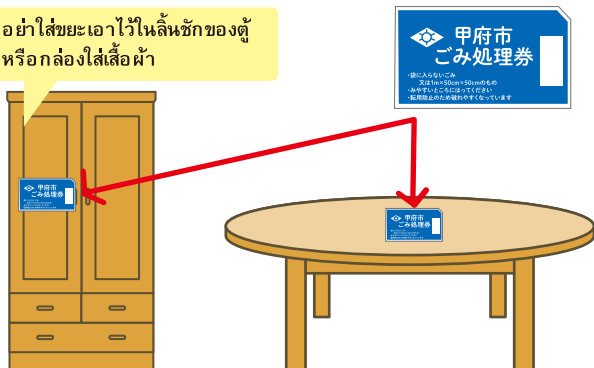 อย่าใส่ขยะเอาไว้ในลิ้นชักของตู้
หรือกล่องใส่เสื้อผ้า
甲府市
ごみ処理券
・袋に入らないごみ
又は1m×50cm×50cmのもの
・みやすいところにはってください
・転用防止のため破れやすくなっています
甲府市
ごみ処理券
甲府市
ごみ処理券